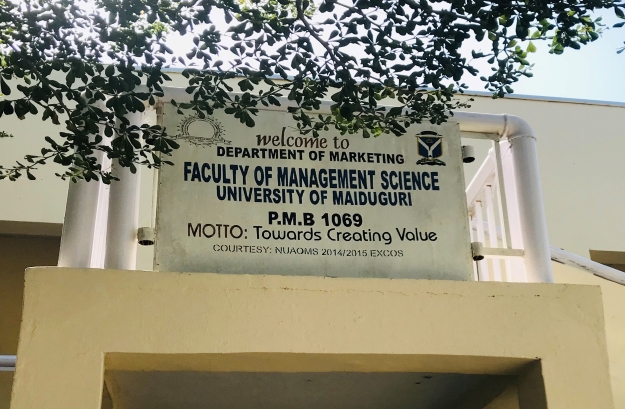 welcome to
DEPARTMENT OF MARKETING
FACULTY OF MANAGEMENT SCIENCE
UNIVERSITY OF MAIDUGURI
P.M.B 1069
MOTTO: Towards Creating Value
COURTESY: NUAOMS 2014/2015 EXCOS